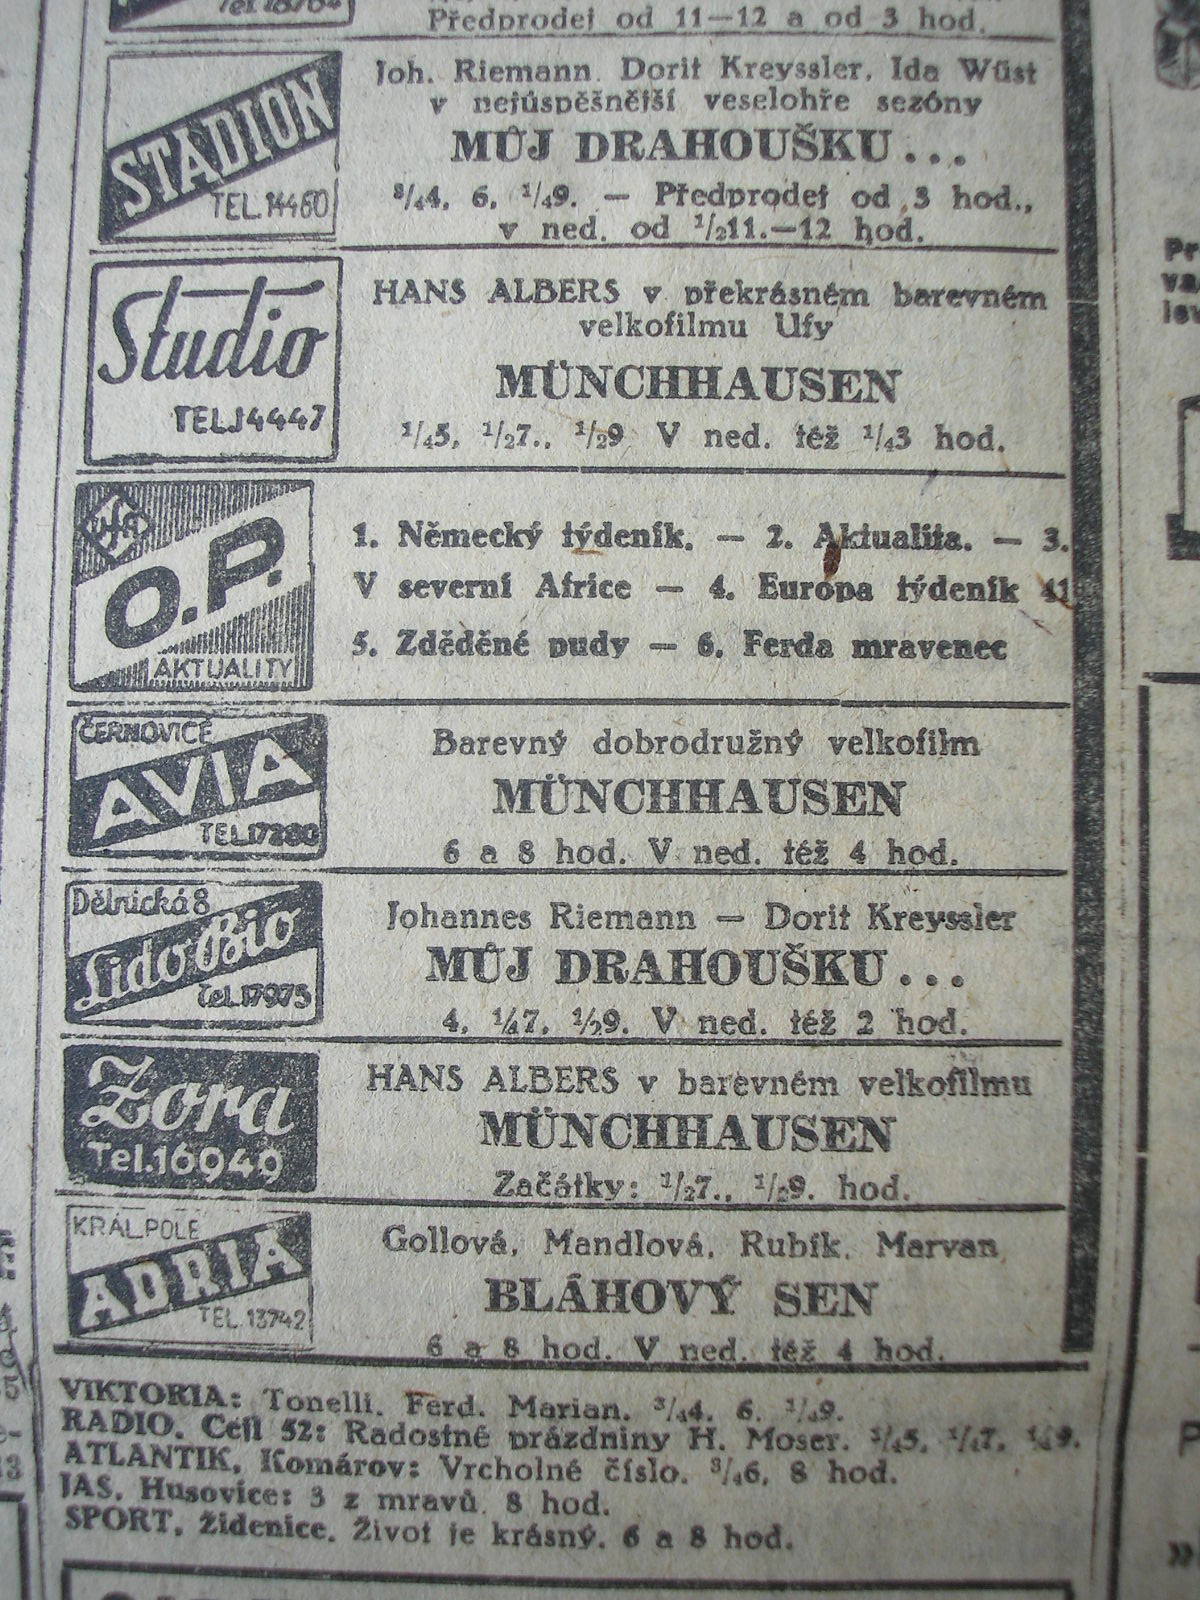 Předprodej od 11—12 a od 3 hod.
STADION
TEL.14460
Joh. Riemann. Dorit Kreyssler, Ida Wüst
v nejúspěšnější veselohře sezóny
MŮJ DRAHOUŠKU...
¾4, 6, ¼9. — Předprodej od 3 hod.,
v ned. od ½11.—12 hod.
Studio
TEL.14447
HANS ALBERS v překrásném barevném
velkofilmu Ufy
MÜNCHHAUSEN
¼5, ½7., ½9 V ned. též ¼3 hod.
Ufa
O.P.
AKTUALITY
1. Německý týdeník. — 2. Aktualita. — 3.
V severní Africe — 4. Europa týdeník 41
5. Zděděné pudy — 6. Ferda mravenec
ČERNOVICE
AVIA
TEL.17280
Barevný dobrodružný velkofilm
MÜNCHHAUSEN
6 a 8 hod. V ned. též 4 hod.
Dělnická 8
Lido Bio
Tel.17975
Johannes Riemann — Dorit Kreyssler
MŮJ DRAHOUŠKU...
4, ¼7, ½9. V ned. též 2 hod.
Zora
Tel.16949
HANS ALBERS v barevném velkofilmu
MÜNCHHAUSEN
Začátky: ½7., ½9. hod.
KRÁL.POLE
ADRIA
TEL.13742
Gollová, Mandlová, Rubík, Marvan
BLÁHOVÝ SEN
6 a 8 hod. V ned. též 4 hod.
VIKTORIA: Tonelli. Ferd. Marian. ¾4, 6, ¼9.
RADIO, Cejl 52: Radostné prázdniny H. Moser. ¼5, ¼7, ¼9.
ATLANTIK, Komárov: Vrcholné číslo. ¾6, 8 hod.
JAS, Husovice: 3 z mravů. 8 hod.
SPORT, Židenice. Život je krásný. 6 a 8 hod.